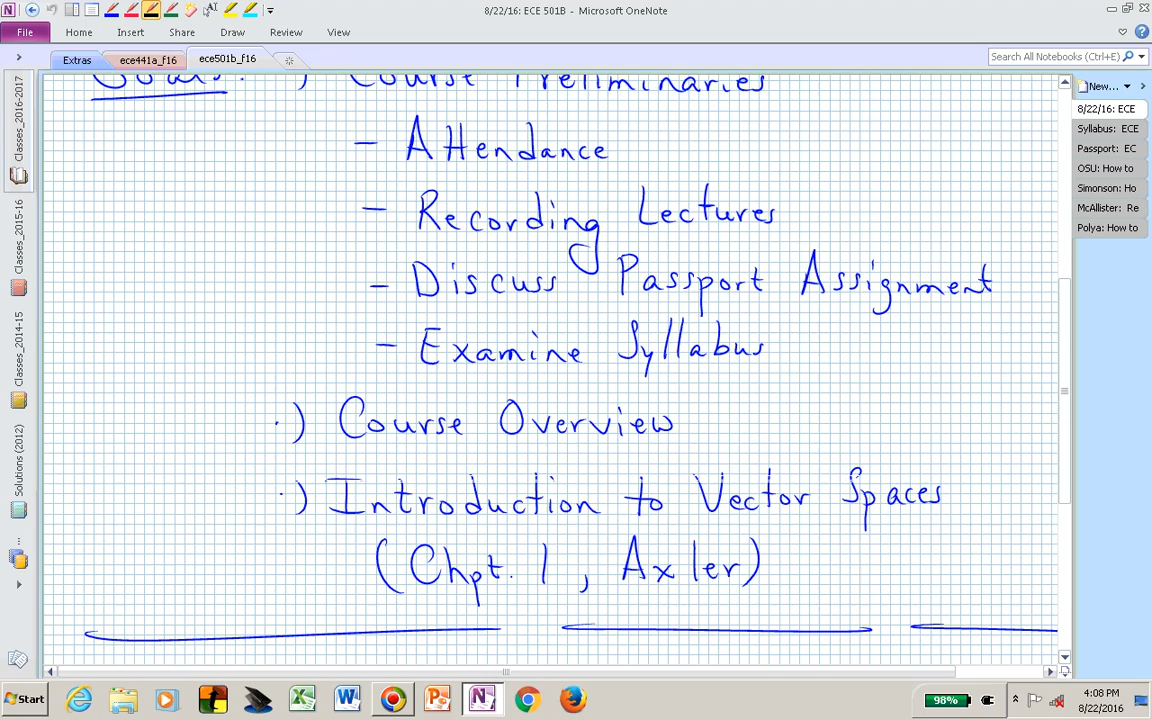 8/22/16: ECE 501B - Microsoft OneNote
File Home Insert Share Draw Review View
Extras ece441a_f16 ece501b_f16
Search All Notebooks (Ctrl+E)
Classes_2016-2017
Classes_2015-16
Classes_2014-15
Solutions (2012)
New...
8/22/16: ECE
Syllabus: ECE
Passport: EC
OSU: How to
Simonson: Ho
McAllister: Re
Polya: How to
Goals: ·) Course Preliminaries
- Attendance
- Recording Lectures
- Discuss Passport Assignment
- Examine Syllabus
·) Course Overview
·) Introduction to Vector Spaces
(Chpt. 1, Axler)
Start
98%
4:08 PM
8/22/2016